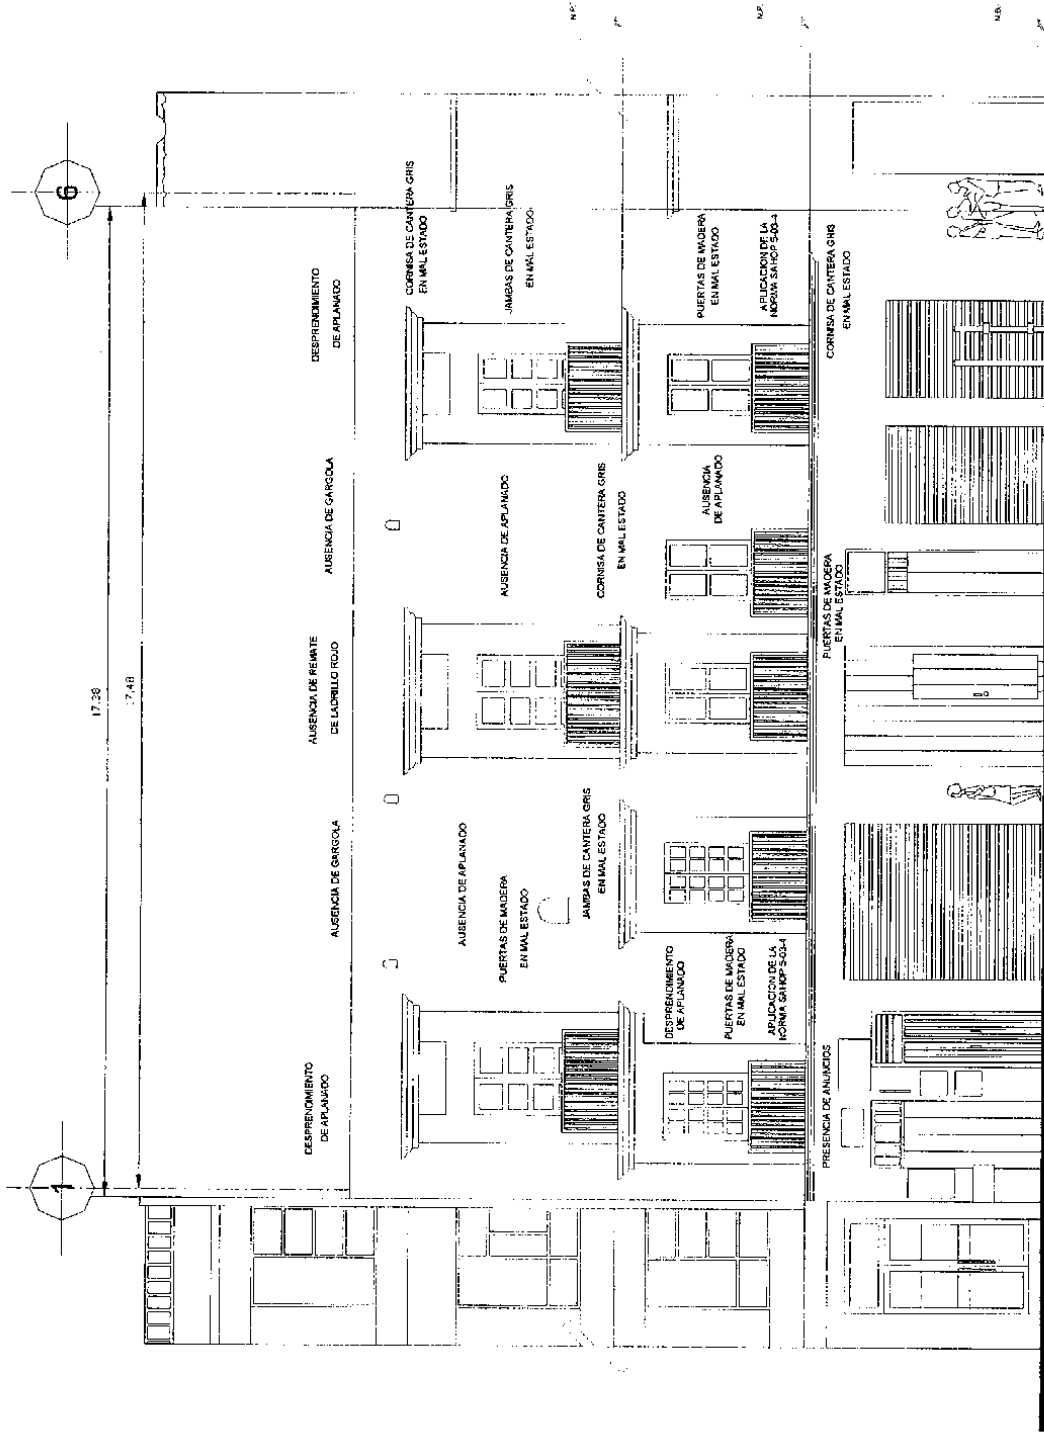 1
6
17.38
17.48
DESPRENDIMIENTO
DE APLANADO
AUSENCIA DE GARGOLA
AUSENCIA DE REMATE
DE LADRILLO ROJO
AUSENCIA DE GARGOLA
DESPRENDIMIENTO
DE APLANADO
CORNISA DE CANTERA GRIS
EN MAL ESTADO
AUSENCIA DE APLANADO
PUERTAS DE MADERA
EN MAL ESTADO
AUSENCIA DE APLANADO
JAMBAS DE CANTERA GRIS
EN MAL ESTADO
JAMBAS DE CANTERA GRIS
EN MAL ESTADO
CORNISA DE CANTERA GRIS
EN MAL ESTADO
N.P.T
DESPRENDIMIENTO
DE APLANADO
PUERTAS DE MADERA
EN MAL ESTADO
APLICACION DE LA
NORMA SAHOP 5-03-4
AUSENCIA
DE APLANADO
PUERTAS DE MADERA
EN MAL ESTADO
APLICACION DE LA
NORMA SAHOP 5-03-4
N.P.
PRESENCIA DE ANUNCIOS
PUERTAS DE MADERA
EN MAL ESTADO
CORNISA DE CANTERA GRIS
EN MAL ESTADO
N.B.